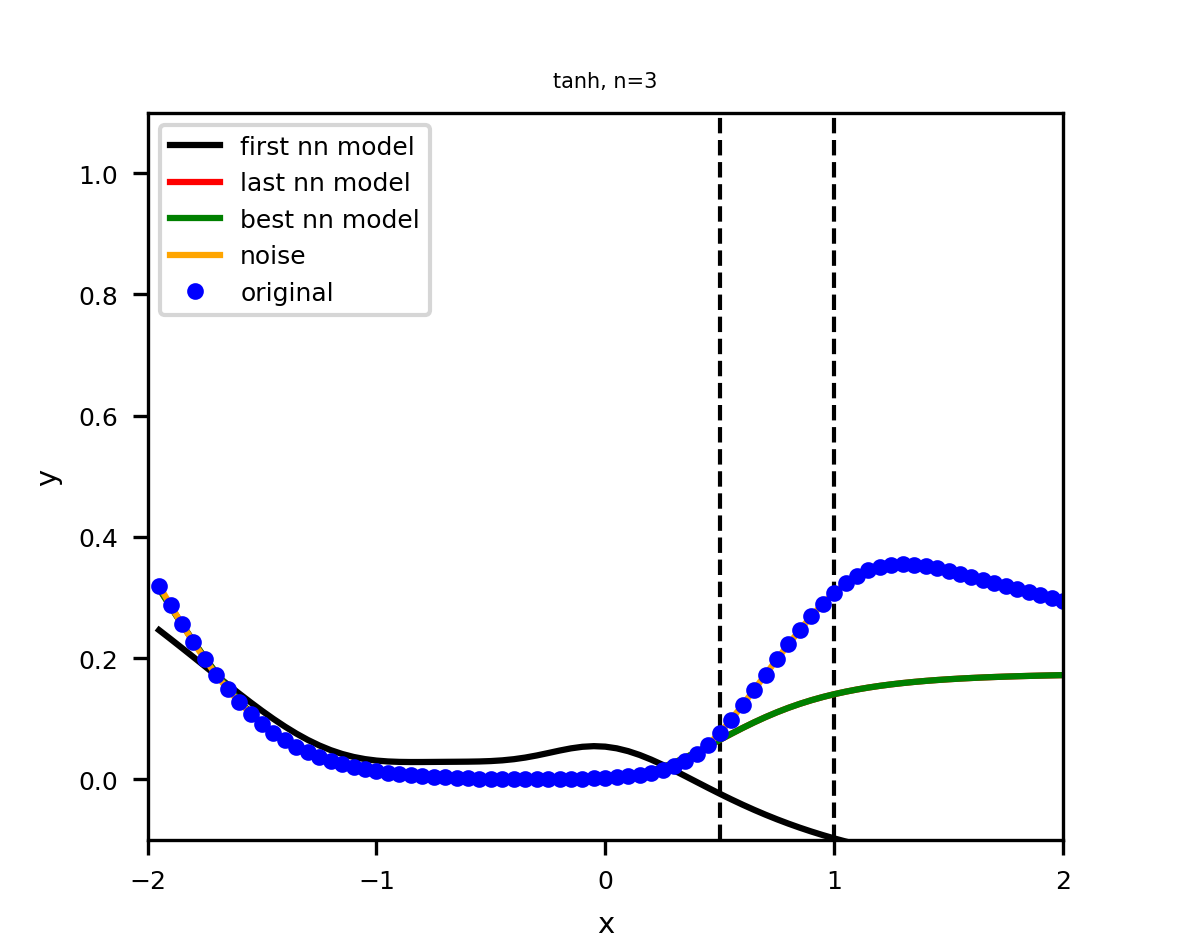 tanh, n=3
first nn model
last nn model
best nn model
noise
original
1.0
0.8
0.6
0.4
0.2
0.0
y
−2
−1
0
1
2
x